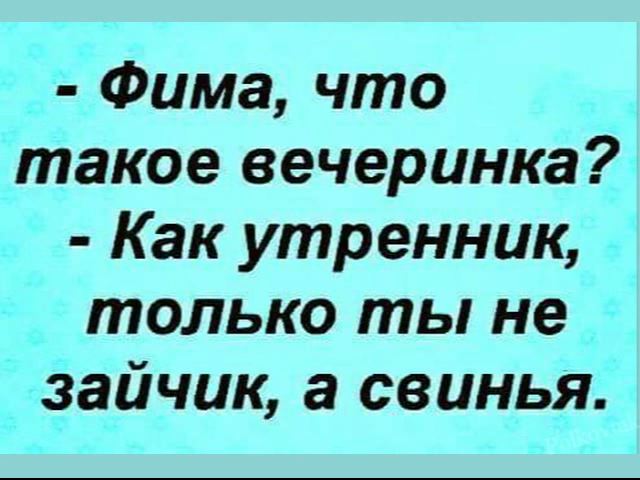 - Фима, что
такое вечеринка?
- Как утренник,
только ты не
зайчик, а свинья.